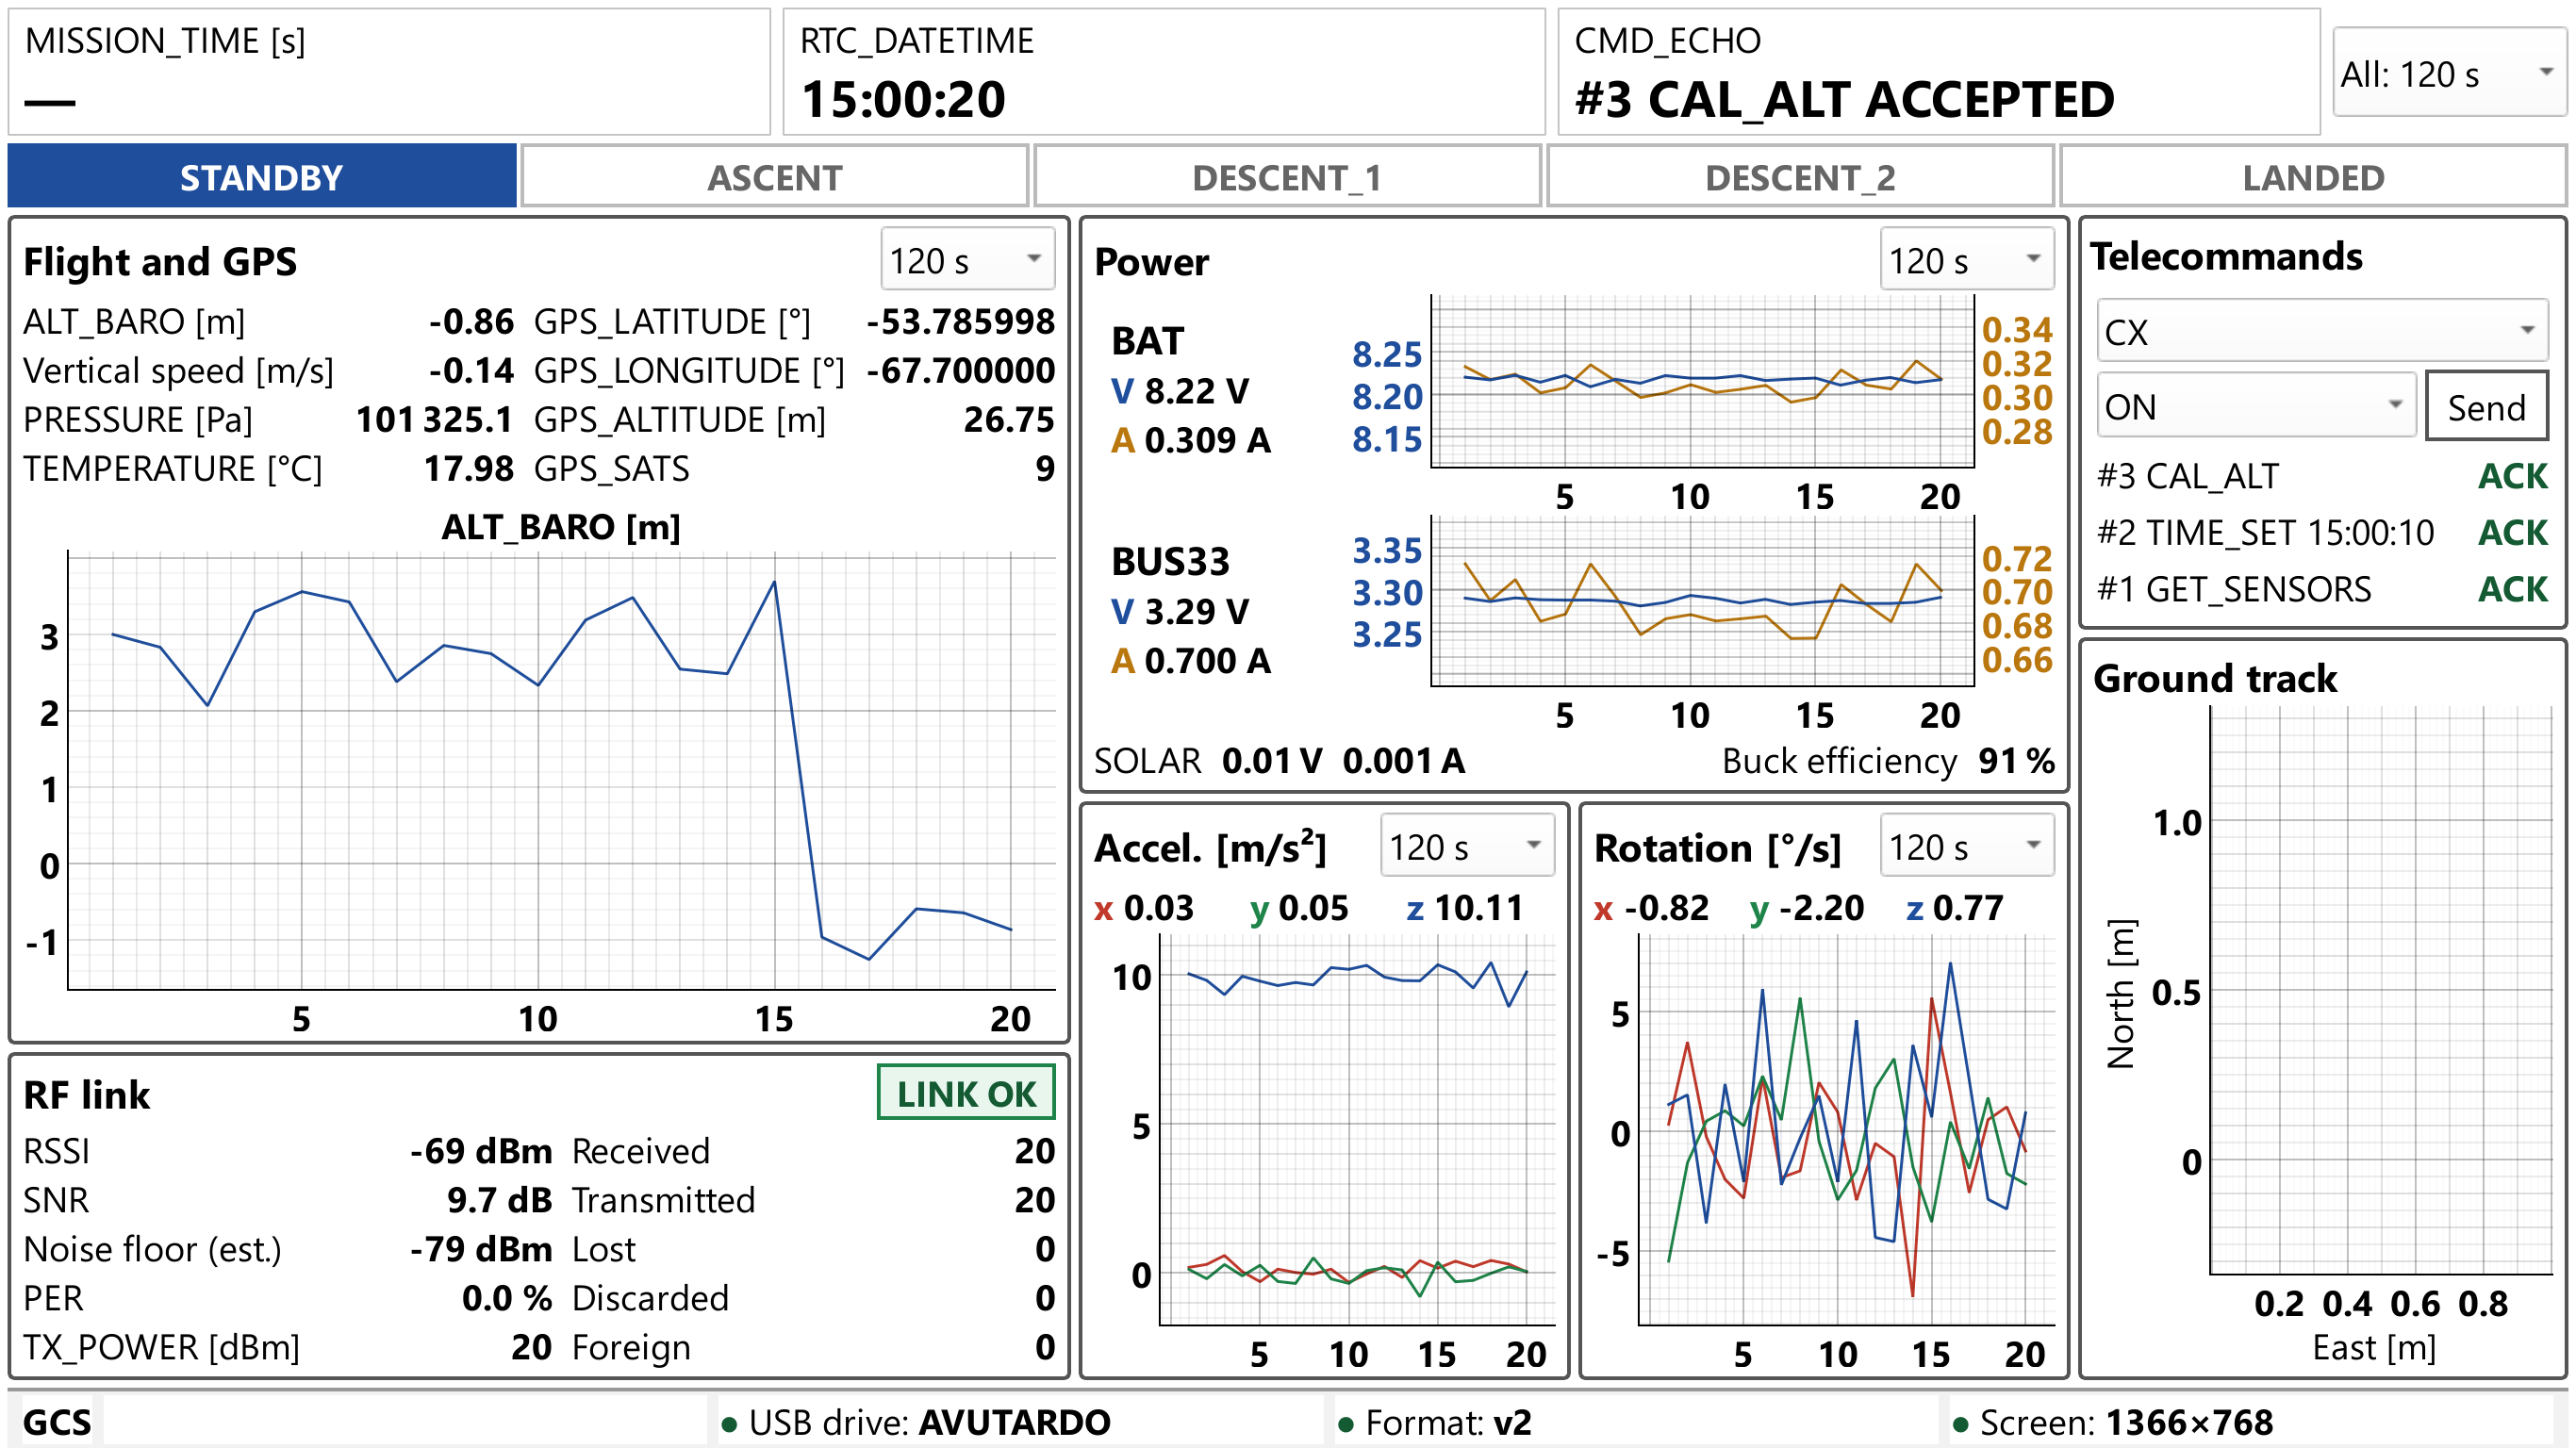 MISSION_TIME [s]
—
RTC_DATETIME
15:00:20
CMD_ECHO
#3 CAL_ALT ACCEPTED
All: 120 s
STANDBY
ASCENT
DESCENT_1
DESCENT_2
LANDED
Flight and GPS
120 s
ALT_BARO [m] -0.86 GPS_LATITUDE [°] -53.785998
Vertical speed [m/s] -0.14 GPS_LONGITUDE [°] -67.700000
PRESSURE [Pa] 101 325.1 GPS_ALTITUDE [m] 26.75
TEMPERATURE [°C] 17.98 GPS_SATS 9
ALT_BARO [m]
3
2
1
0
-1
5 10 15 20
RF link
LINK OK
RSSI -69 dBm Received 20
SNR 9.7 dB Transmitted 20
Noise floor (est.) -79 dBm Lost 0
PER 0.0 % Discarded 0
TX_POWER [dBm] 20 Foreign 0
Power
120 s
BAT
V 8.22 V
A 0.309 A
8.25
8.20
8.15
0.34
0.32
0.30
0.28
5 10 15 20
BUS33
V 3.29 V
A 0.700 A
3.35
3.30
3.25
0.72
0.70
0.68
0.66
5 10 15 20
SOLAR 0.01 V 0.001 A
Buck efficiency 91 %
Accel. [m/s²]
120 s
x 0.03 y 0.05 z 10.11
10
5
0
5 10 15 20
Rotation [°/s]
120 s
x -0.82 y -2.20 z 0.77
5
0
-5
5 10 15 20
Telecommands
CX
ON
Send
#3 CAL_ALT ACK
#2 TIME_SET 15:00:10 ACK
#1 GET_SENSORS ACK
Ground track
North [m]
1.0
0.5
0
0.2 0.4 0.6 0.8
East [m]
GCS
USB drive: AVUTARDO
Format: v2
Screen: 1366×768